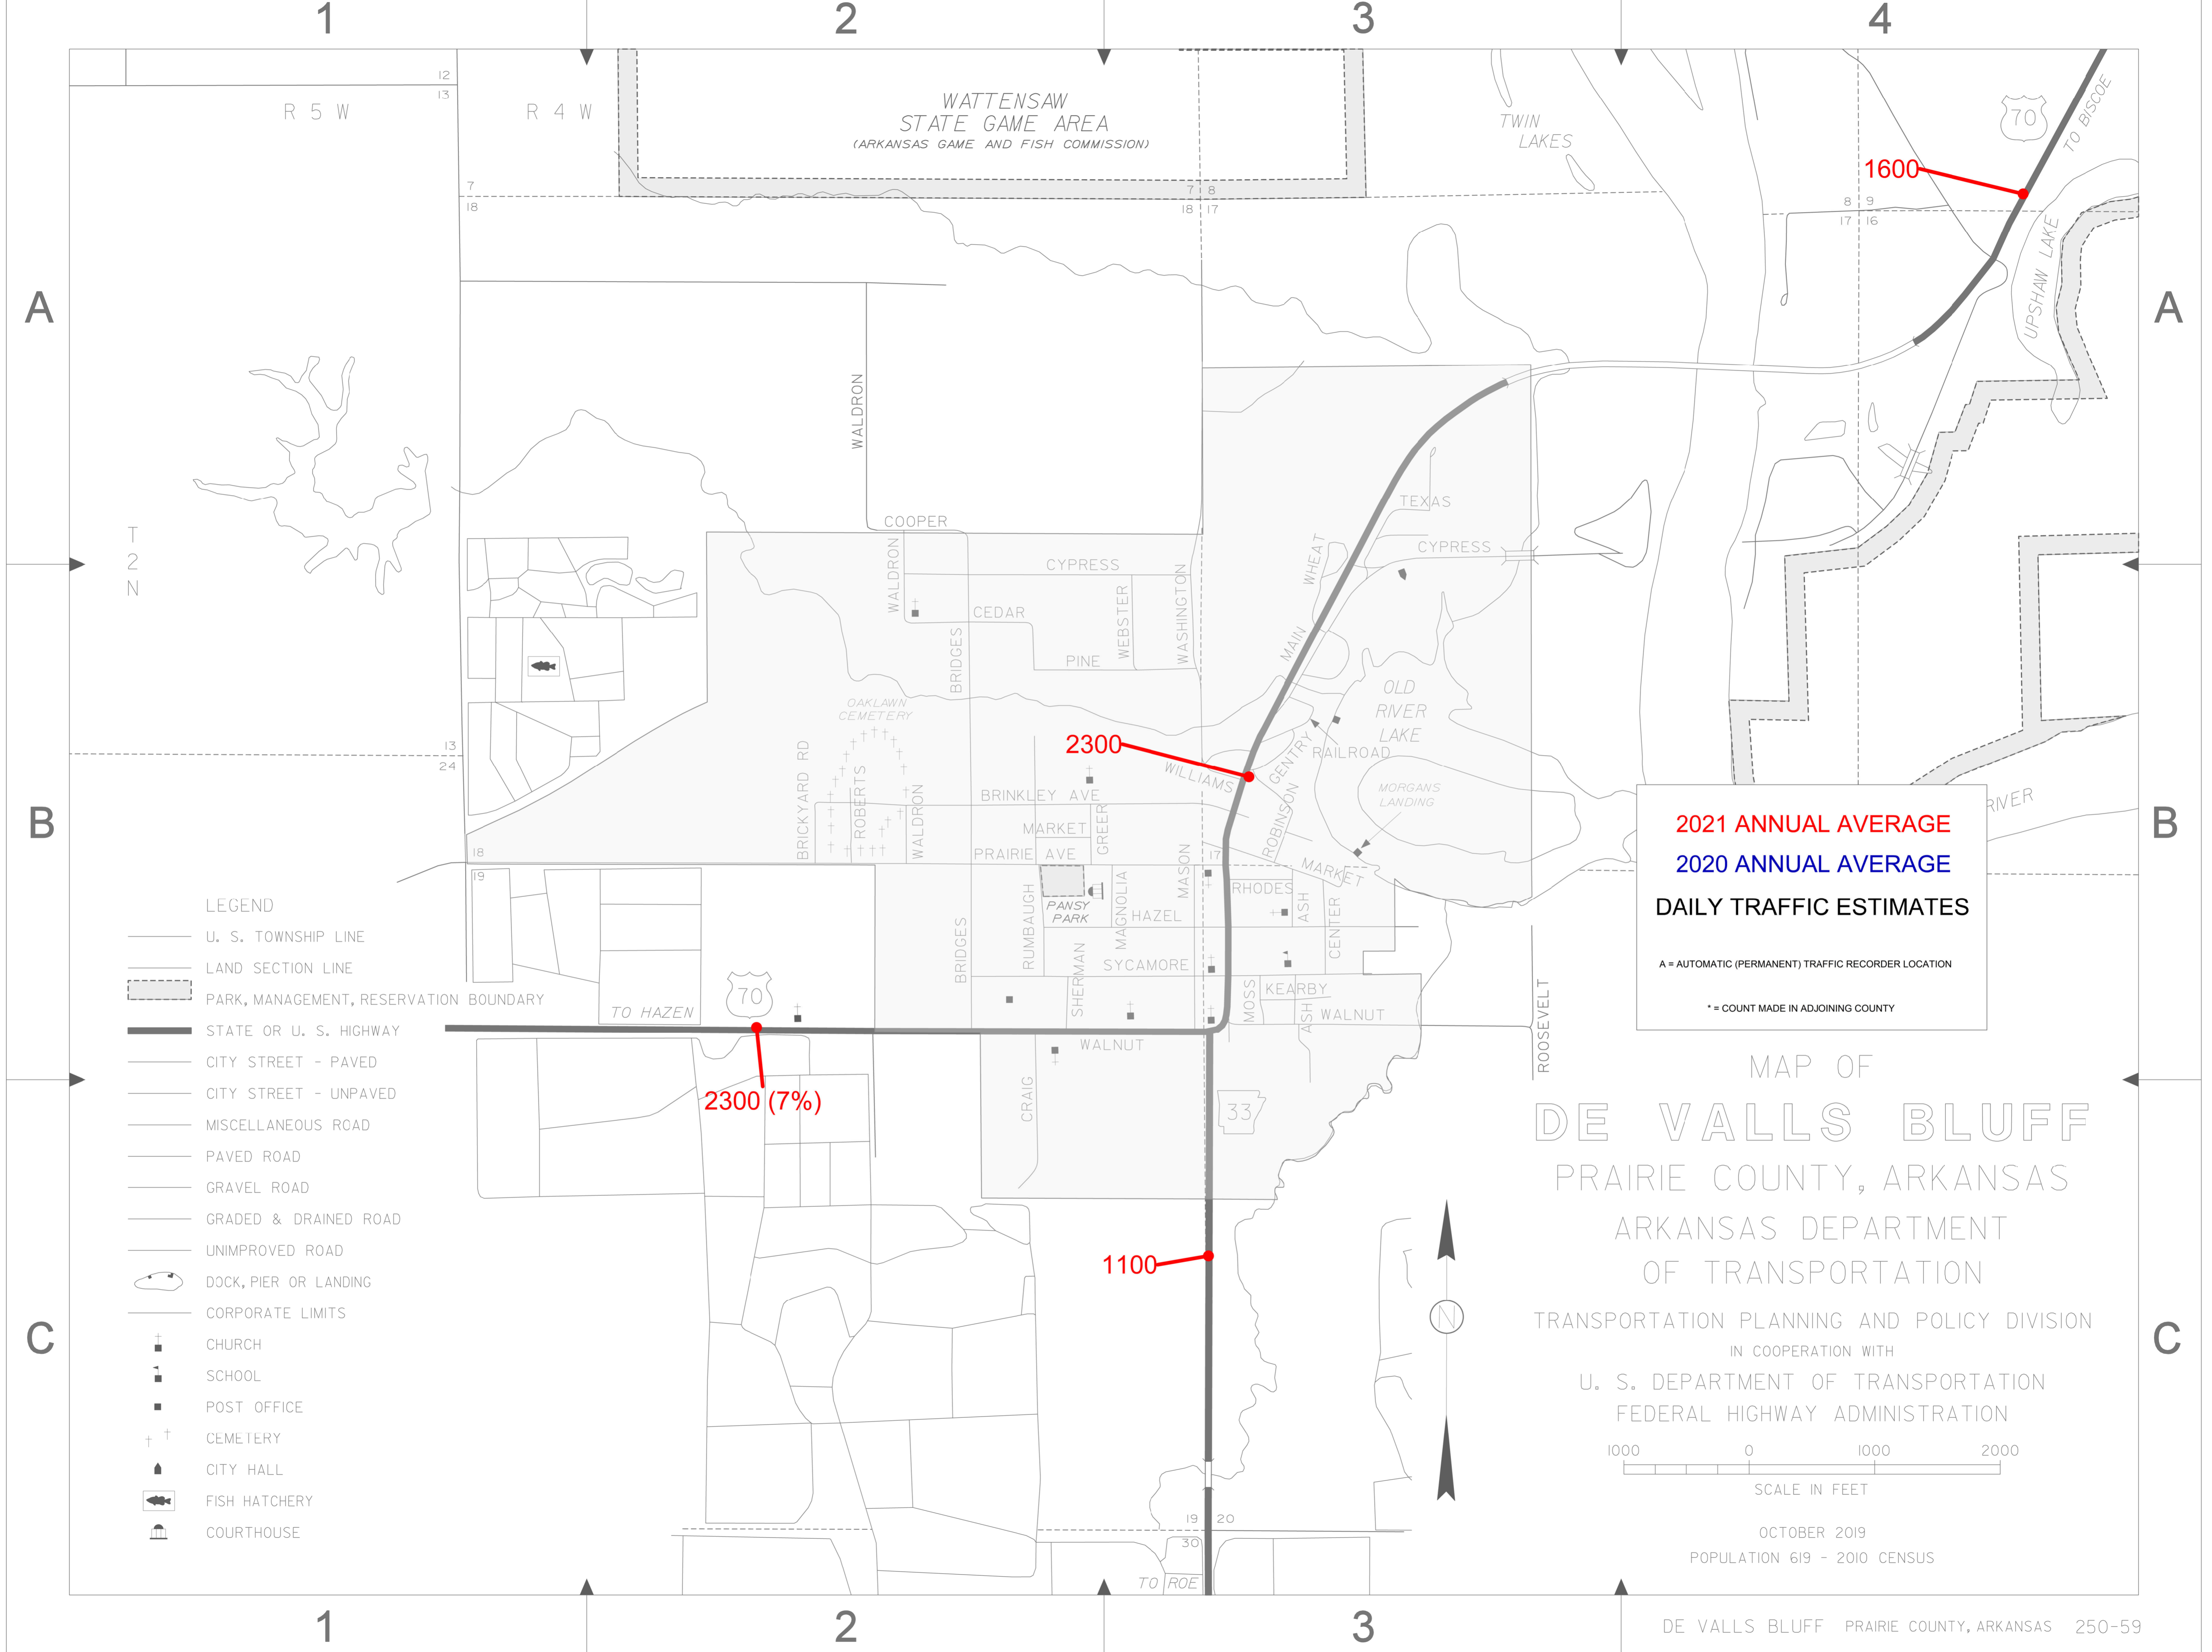 1 2 3 4
12
13
R 5 W
R 4 W
WATTENSAW
STATE GAME AREA
(ARKANSAS GAME AND FISH COMMISSION)
TWIN
LAKES
70
TO BISCOE
1600
7
18
7 8
18 17
8 9
17 16
A
A
UPSHAW LAKE
WALDRON
T
2
N
COOPER
TEXAS
CYPRESS
WHEAT
WALDRON
CYPRESS
CEDAR
WEBSTER
WASHINGTON
BRIDGES
PINE
MAIN
OAKLAWN
CEMETERY
OLD
RIVER
LAKE
13
24
2300
RAILROAD
GENTRY
WILLIAMS
MORGANS
LANDING
RIVER
BRICKYARD RD
ROBERTS
WALDRON
BRINKLEY AVE
MARKET
GREER
ROBINSON
B
B
PRAIRIE AVE
17
MARKET
18
19
PANSY
PARK
RUMBAUGH
MAGNOLIA
MASON
RHODES
HAZEL
ASH
CENTER
BRIDGES
SHERMAN
SYCAMORE
MOSS
KEARBY
ASH
WALNUT
ROOSEVELT
TO HAZEN
70
WALNUT
2300 (7%)
CRAIG
33
1100
2021 ANNUAL AVERAGE
2020 ANNUAL AVERAGE
DAILY TRAFFIC ESTIMATES
A = AUTOMATIC (PERMANENT) TRAFFIC RECORDER LOCATION
* = COUNT MADE IN ADJOINING COUNTY
LEGEND
U. S. TOWNSHIP LINE
LAND SECTION LINE
PARK, MANAGEMENT, RESERVATION BOUNDARY
STATE OR U. S. HIGHWAY
CITY STREET - PAVED
CITY STREET - UNPAVED
MISCELLANEOUS ROAD
PAVED ROAD
GRAVEL ROAD
GRADED & DRAINED ROAD
UNIMPROVED ROAD
DOCK, PIER OR LANDING
CORPORATE LIMITS
CHURCH
SCHOOL
POST OFFICE
CEMETERY
CITY HALL
FISH HATCHERY
COURTHOUSE
C
C
N
19 20
30
TO ROE
MAP OF
DE VALLS BLUFF
PRAIRIE COUNTY, ARKANSAS
ARKANSAS DEPARTMENT
OF TRANSPORTATION
TRANSPORTATION PLANNING AND POLICY DIVISION
IN COOPERATION WITH
U. S. DEPARTMENT OF TRANSPORTATION
FEDERAL HIGHWAY ADMINISTRATION
1000 0 1000 2000
SCALE IN FEET
OCTOBER 2019
POPULATION 619 - 2010 CENSUS
1 2 3
DE VALLS BLUFF PRAIRIE COUNTY, ARKANSAS 250-59